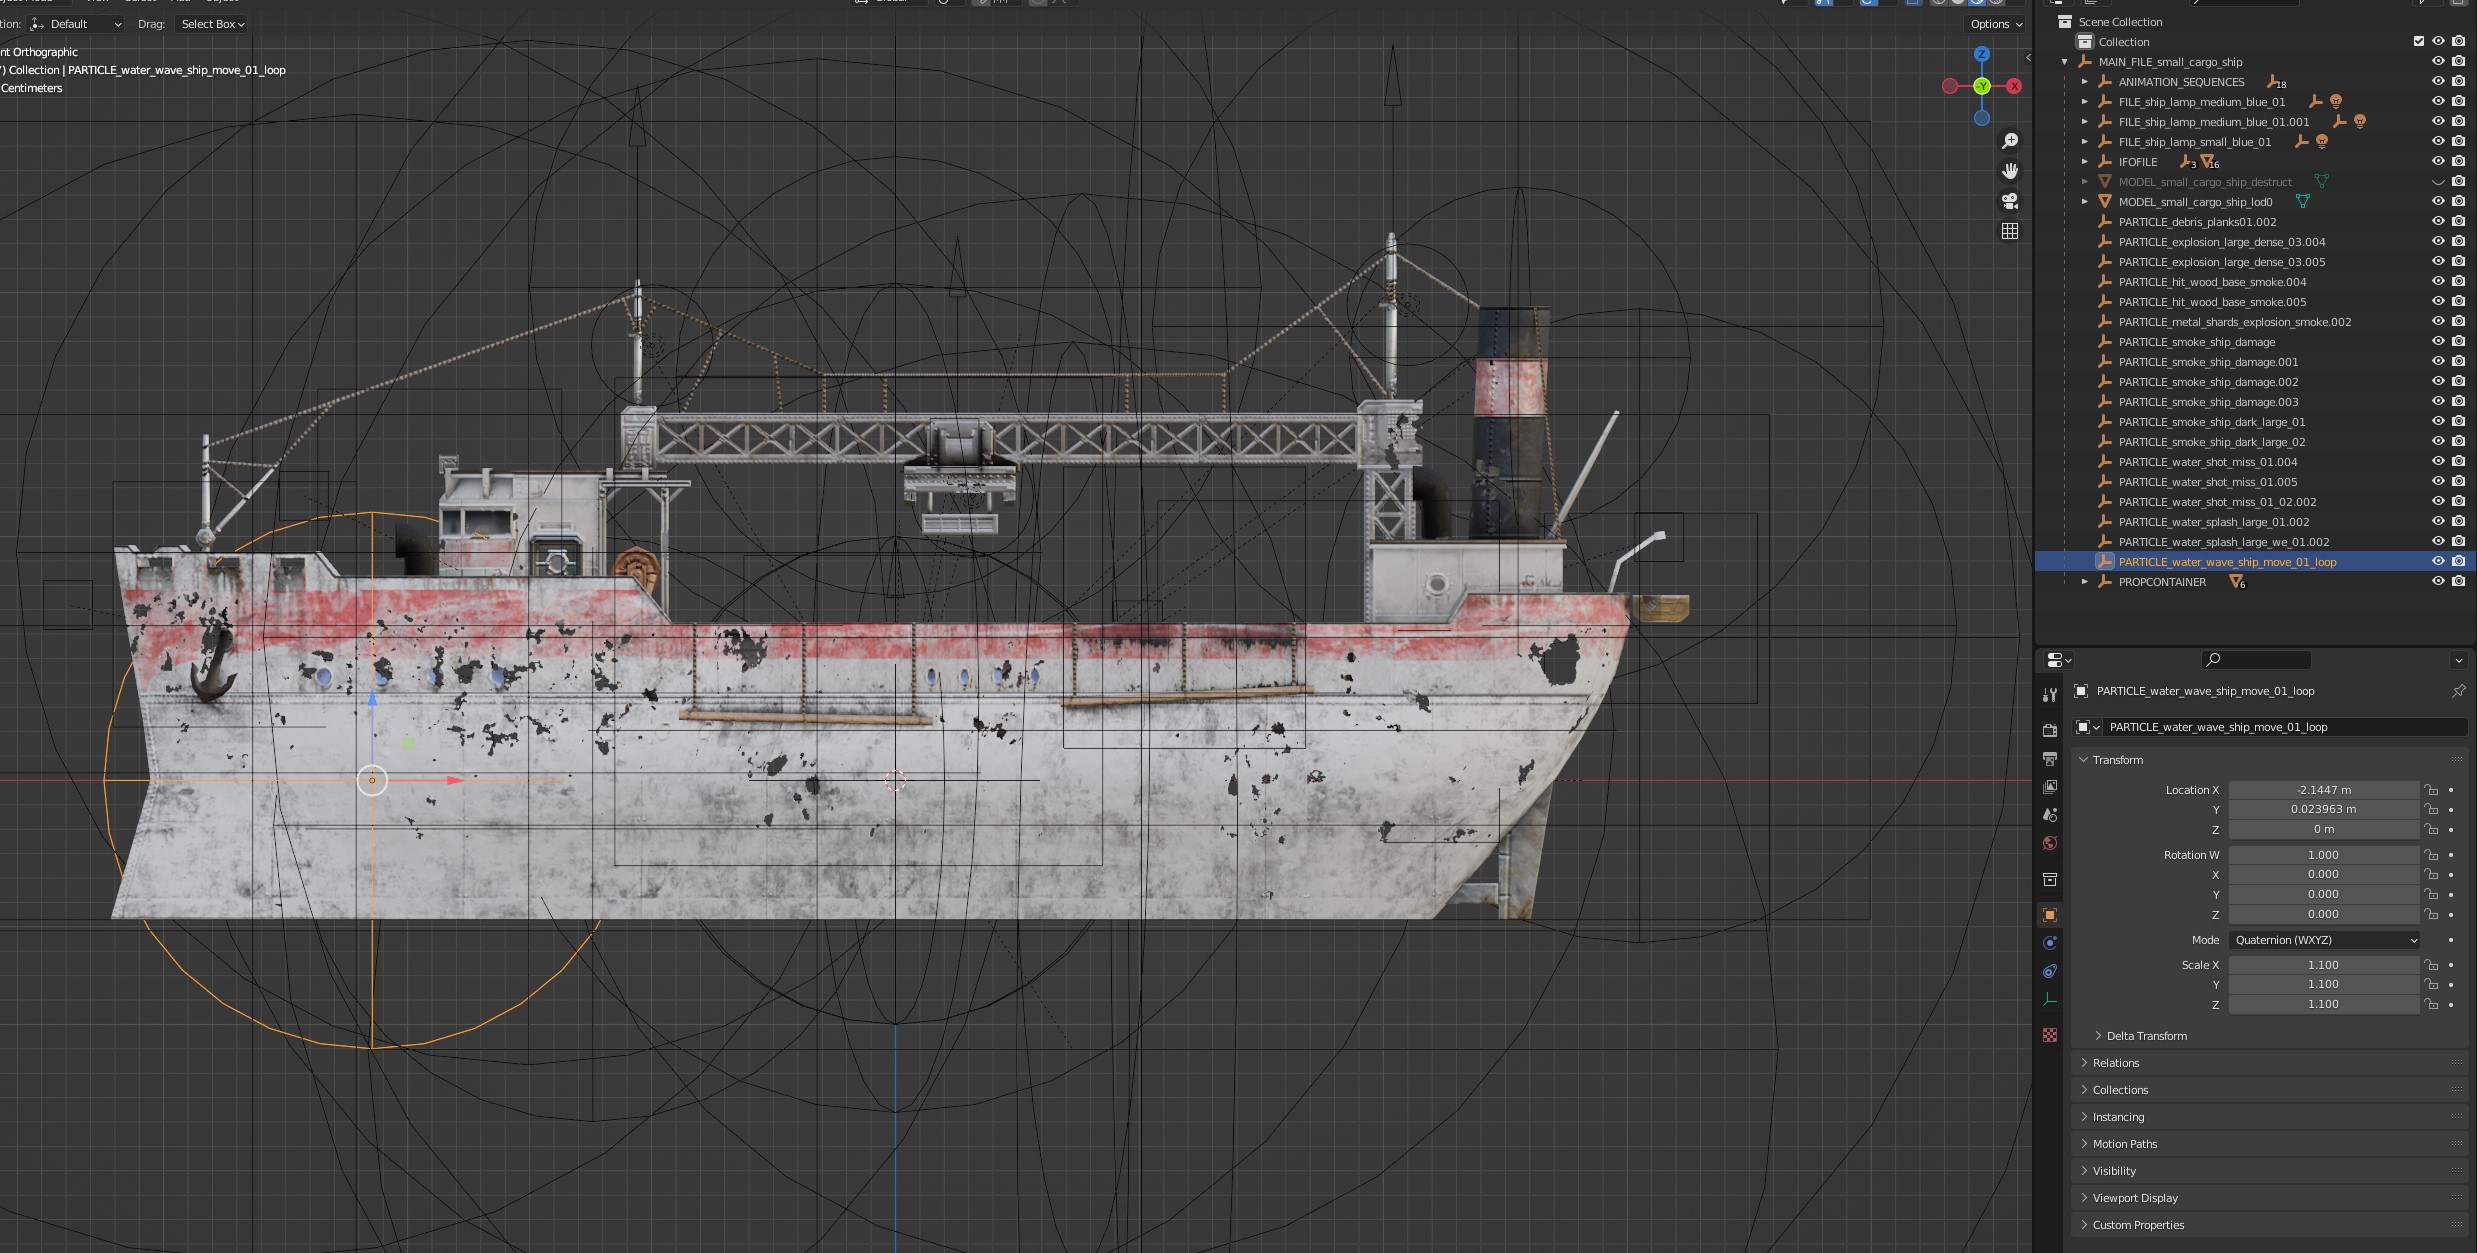 tion: Default Drag: Select Box
Options
nt Orthographic
) Collection | PARTICLE_water_wave_ship_move_01_loop
Centimeters
Z
-Y
X
Scene Collection
Collection
MAIN_FILE_small_cargo_ship
ANIMATION_SEQUENCES 18
FILE_ship_lamp_medium_blue_01
FILE_ship_lamp_medium_blue_01.001
FILE_ship_lamp_small_blue_01
IFOFILE 3 16
MODEL_small_cargo_ship_destruct
MODEL_small_cargo_ship_lod0
PARTICLE_debris_planks01.002
PARTICLE_explosion_large_dense_03.004
PARTICLE_explosion_large_dense_03.005
PARTICLE_hit_wood_base_smoke.004
PARTICLE_hit_wood_base_smoke.005
PARTICLE_metal_shards_explosion_smoke.002
PARTICLE_smoke_ship_damage
PARTICLE_smoke_ship_damage.001
PARTICLE_smoke_ship_damage.002
PARTICLE_smoke_ship_damage.003
PARTICLE_smoke_ship_dark_large_01
PARTICLE_smoke_ship_dark_large_02
PARTICLE_water_shot_miss_01.004
PARTICLE_water_shot_miss_01.005
PARTICLE_water_shot_miss_01_02.002
PARTICLE_water_splash_large_01.002
PARTICLE_water_splash_large_we_01.002
PARTICLE_water_wave_ship_move_01_loop
PROPCONTAINER 6
PARTICLE_water_wave_ship_move_01_loop
PARTICLE_water_wave_ship_move_01_loop
Transform
Location X -2.1447 m
Y 0.023963 m
Z 0 m
Rotation W 1.000
X 0.000
Y 0.000
Z 0.000
Mode Quaternion (WXYZ)
Scale X 1.100
Y 1.100
Z 1.100
Delta Transform
Relations
Collections
Instancing
Motion Paths
Visibility
Viewport Display
Custom Properties